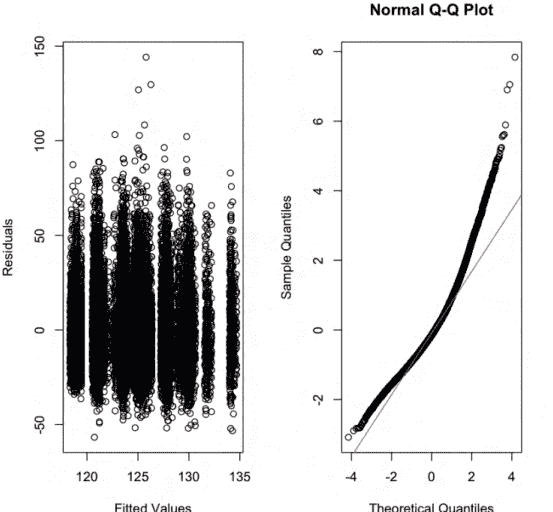 Normal Q-Q Plot
Residuals
150
100
50
0
-50
120 125 130 135
Fitted Values
Sample Quantiles
8
6
4
2
0
-2
-4 -2 0 2 4
Theoretical Quantiles